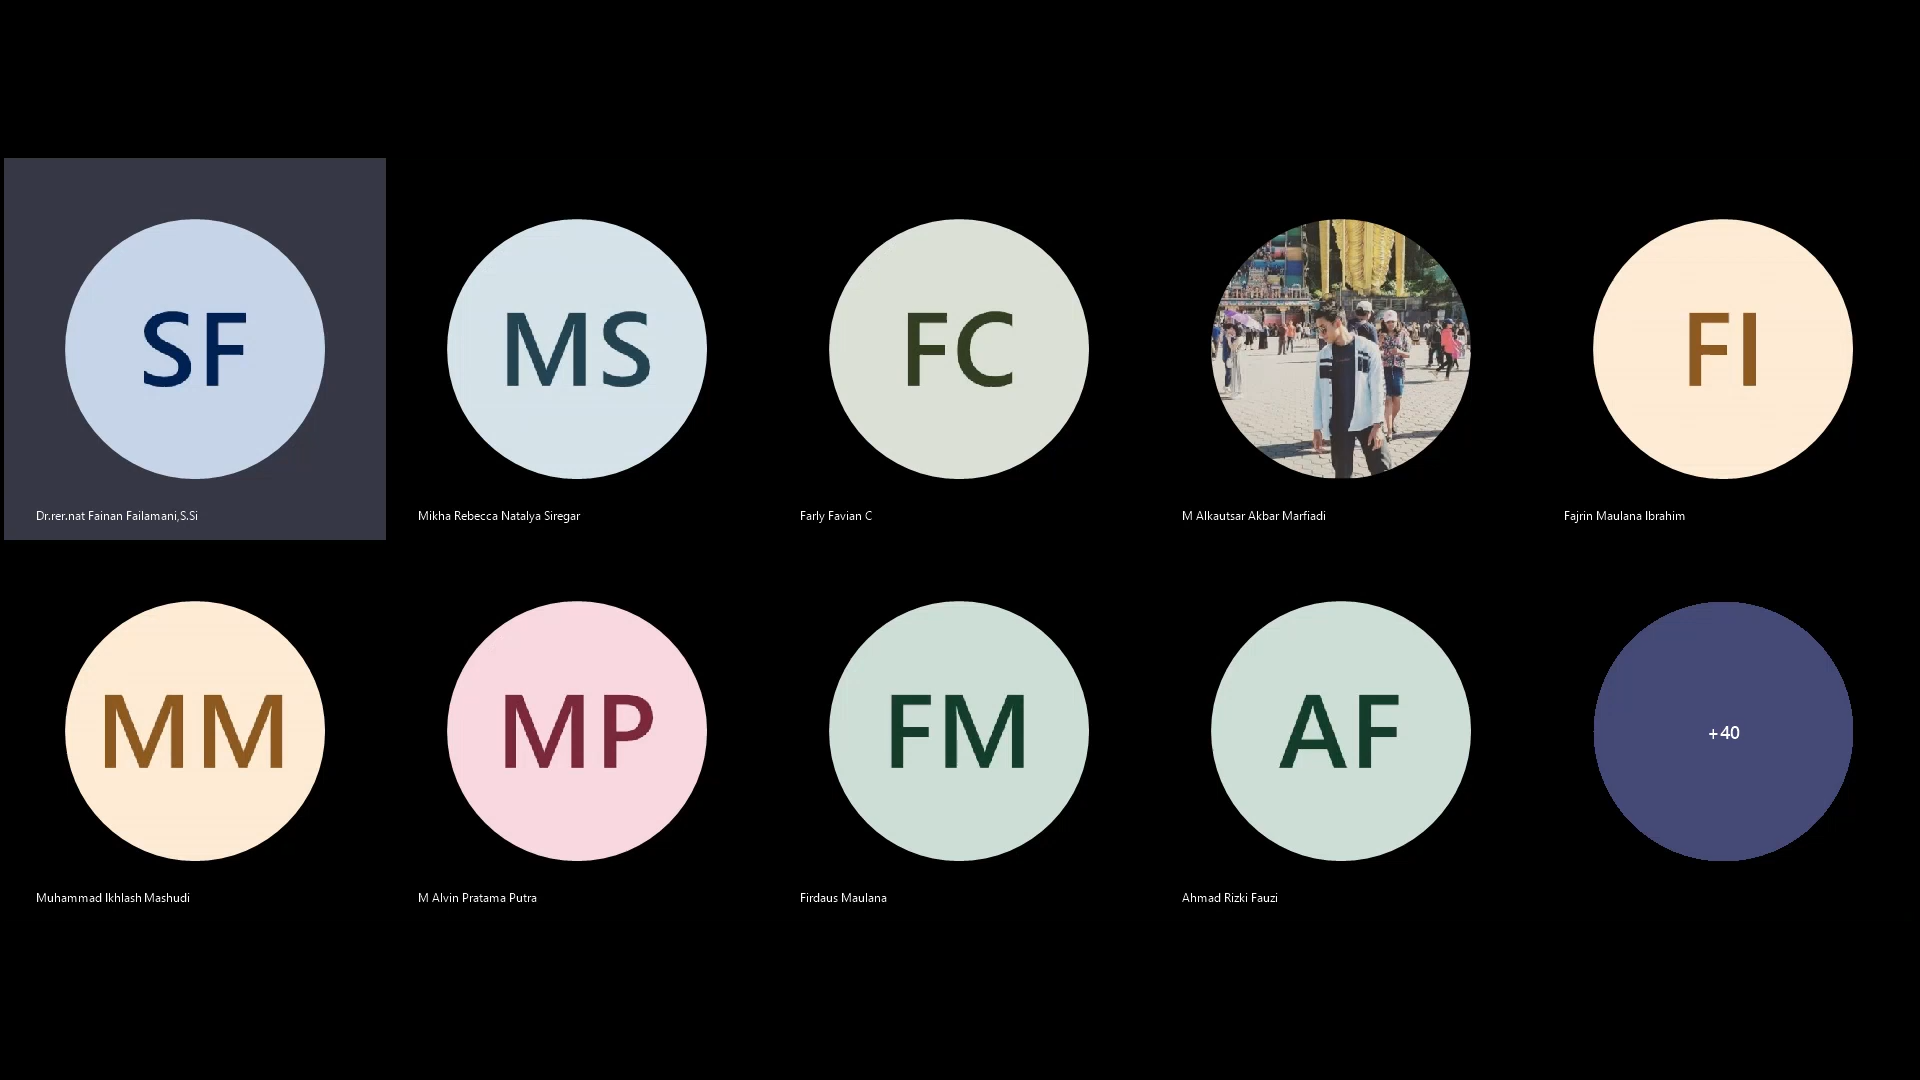 SF
MS
FC
FI
Dr.rer.nat Fainan Failamani,S.Si
Mikha Rebecca Natalya Siregar
Farly Favian C
M Alkautsar Akbar Marfiadi
Fajrin Maulana Ibrahim
MM
MP
FM
AF
+40
Muhammad Ikhlash Mashudi
M Alvin Pratama Putra
Firdaus Maulana
Ahmad Rizki Fauzi